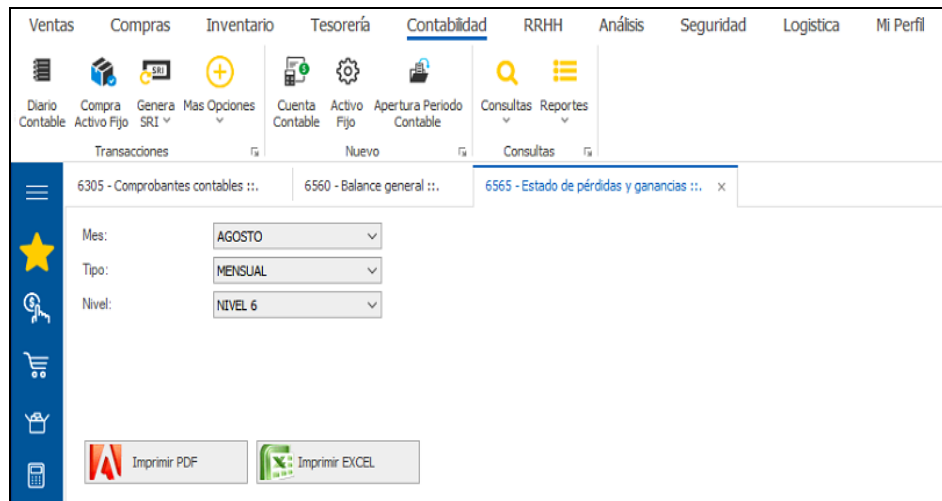 Ventas Compras Inventario Tesorería Contabilidad RRHH Análisis Seguridad Logistica Mi Perfil
SRI
Diario Compra Genera Mas Opciones Cuenta Activo Apertura Periodo Consultas Reportes
Contable Activo Fijo SRI Contable Fijo Contable
Transacciones Nuevo Consultas
6305 - Comprobantes contables ::. 6560 - Balance general ::. 6565 - Estado de pérdidas y ganancias ::. x
Mes: AGOSTO
Tipo: MENSUAL
Nivel: NIVEL 6
Imprimir PDF Imprimir EXCEL